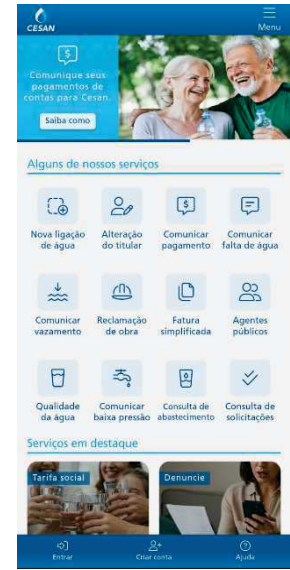 CESAN
Menu
$
Comunique seus
pagamentos de
contas para Cesan.
Saiba como
Alguns de nossos serviços
Nova ligação
de água
Alteração
do titular
$
Comunicar
pagamento
Comunicar
falta de água
Comunicar
vazamento
Reclamação
de obra
Fatura
simplificada
Agentes
públicos
Qualidade
da água
Comunicar
baixa pressão
Consulta de
abastecimento
Consulta de
solicitações
Serviços em destaque
Tarifa social
Denuncie
Entrar
Criar conta
Ajuda